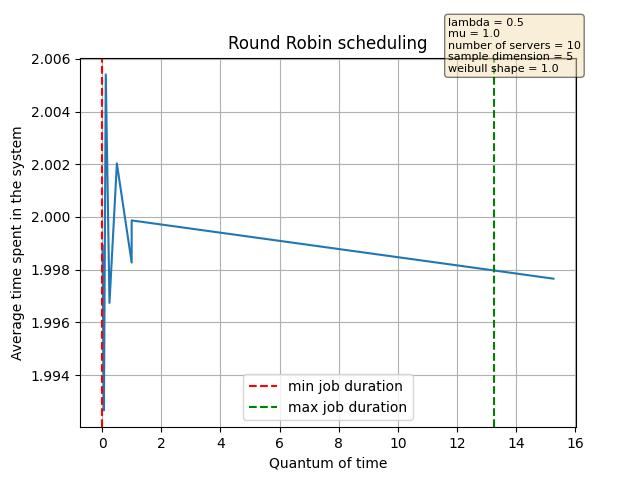 lambda = 0.5
mu = 1.0
number of servers = 10
sample dimension = 5
weibull shape = 1.0
Round Robin scheduling
Average time spent in the system
2.006
2.004
2.002
2.000
1.998
1.996
1.994
min job duration
max job duration
0 2 4 6 8 10 12 14 16
Quantum of time